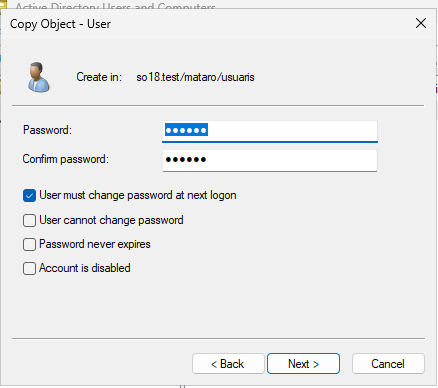 Active Directory Users and Computers
Copy Object - User
Create in: so18.test/mataro/usuaris
Password: ●●●●●●
Confirm password: ●●●●●●
User must change password at next logon
User cannot change password
Password never expires
Account is disabled
< Back Next > Cancel